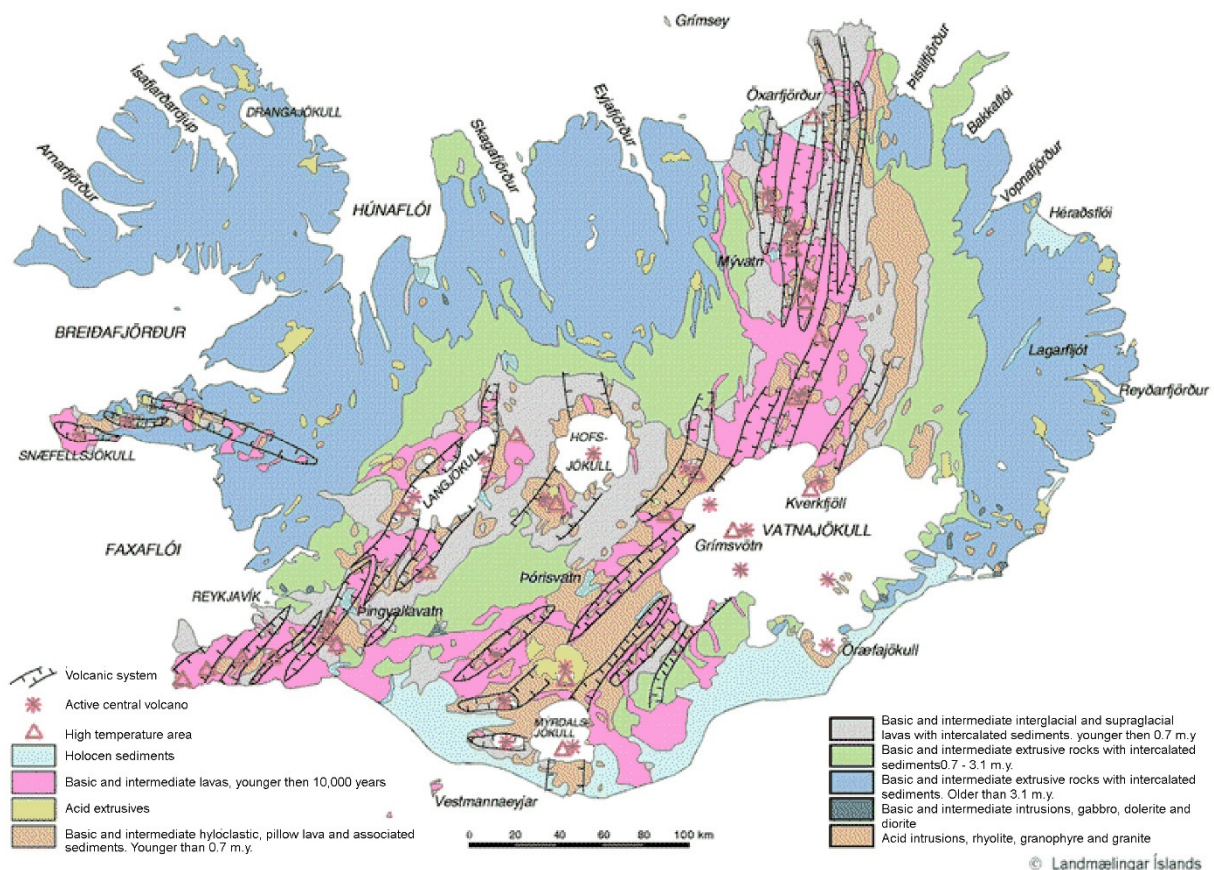 Grímsey
Ísafjarðardjúp
DRANGAJÖKULL
Arnarfjörður
HÚNAFLÓI
Skagafjörður
Eyjafjörður
Öxarfjörður
Þistilfjörður
Bakkaflói
Vopnafjörður
Héraðsflói
Mývatn
BREIÐAFJÖRÐUR
Lagarfljót
Reyðarfjörður
SNÆFELLSJÖKULL
LANGJÖKULL
HOFS-
JÖKULL
Kverkfjöli
VATNAJÖKULL
Grímsvötn
FAXAFLÓI
Þórisvatn
REYKJAVÍK
Þingvallavatn
Öræfajökull
MÝRDALS-
JÖKULL
Vestmannaeyjar
Volcanic system
Active central volcano
High temperature area
Holocen sediments
Basic and intermediate lavas, younger then 10,000 years
Acid extrusives
Basic and intermediate hyloclastic, pillow lava and associated
sediments. Younger than 0.7 m.y.
0 20 40 60 80 100 km
Basic and intermediate interglacial and supraglacial
lavas with intercalated sediments. younger then 0.7 m.y
Basic and intermediate extrusive rocks with intercalated
sediments0.7 - 3.1 m.y.
Basic and intermediate extrusive rocks with intercalated
sediments. Older than 3.1 m.y.
Basic and intermediate intrusions, gabbro, dolerite and
diorite
Acid intrusions, rhyolite, granophyre and granite
© Landmælingar Íslands